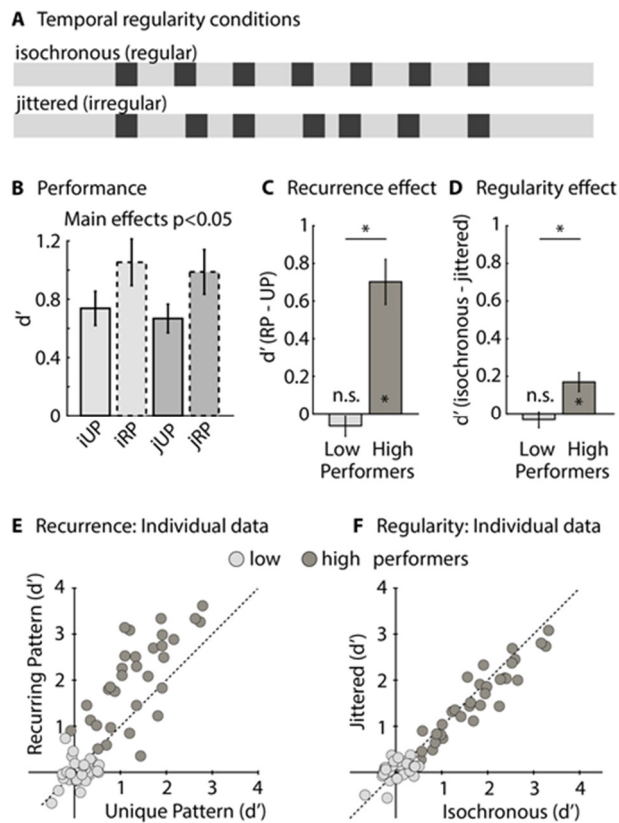 A Temporal regularity conditions
isochronous (regular)
jittered (irregular)
B Performance
Main effects p<0.05
1.2
0.8
0.4
0
d′
iUP
iRP
jUP
jRP
C Recurrence effect
1
0.8
0.6
0.4
0.2
0
d′ (RP - UP)
*
n.s.
*
Low High
Performers
D Regularity effect
1
0.8
0.6
0.4
0.2
0
d′ (isochronous - jittered)
*
n.s.
*
Low High
Performers
E Recurrence: Individual data
F Regularity: Individual data
low high performers
4
3
2
1
Recurring Pattern (d′)
1 2 3 4
Unique Pattern (d′)
4
3
2
1
Jittered (d′)
1 2 3 4
Isochronous (d′)